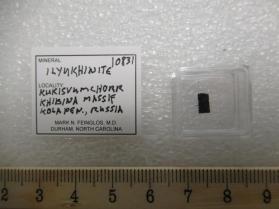 MINERAL
10831
ILYUKHINITE
LOCALITY
KUKISVUMCHORR
KHIBINA MASSIF
KOLA PEN., RUSSIA
MARK N. FEINGLOS, M.D.
DURHAM, NORTH CAROLINA
1 2 3 4 5 6 7 8 9